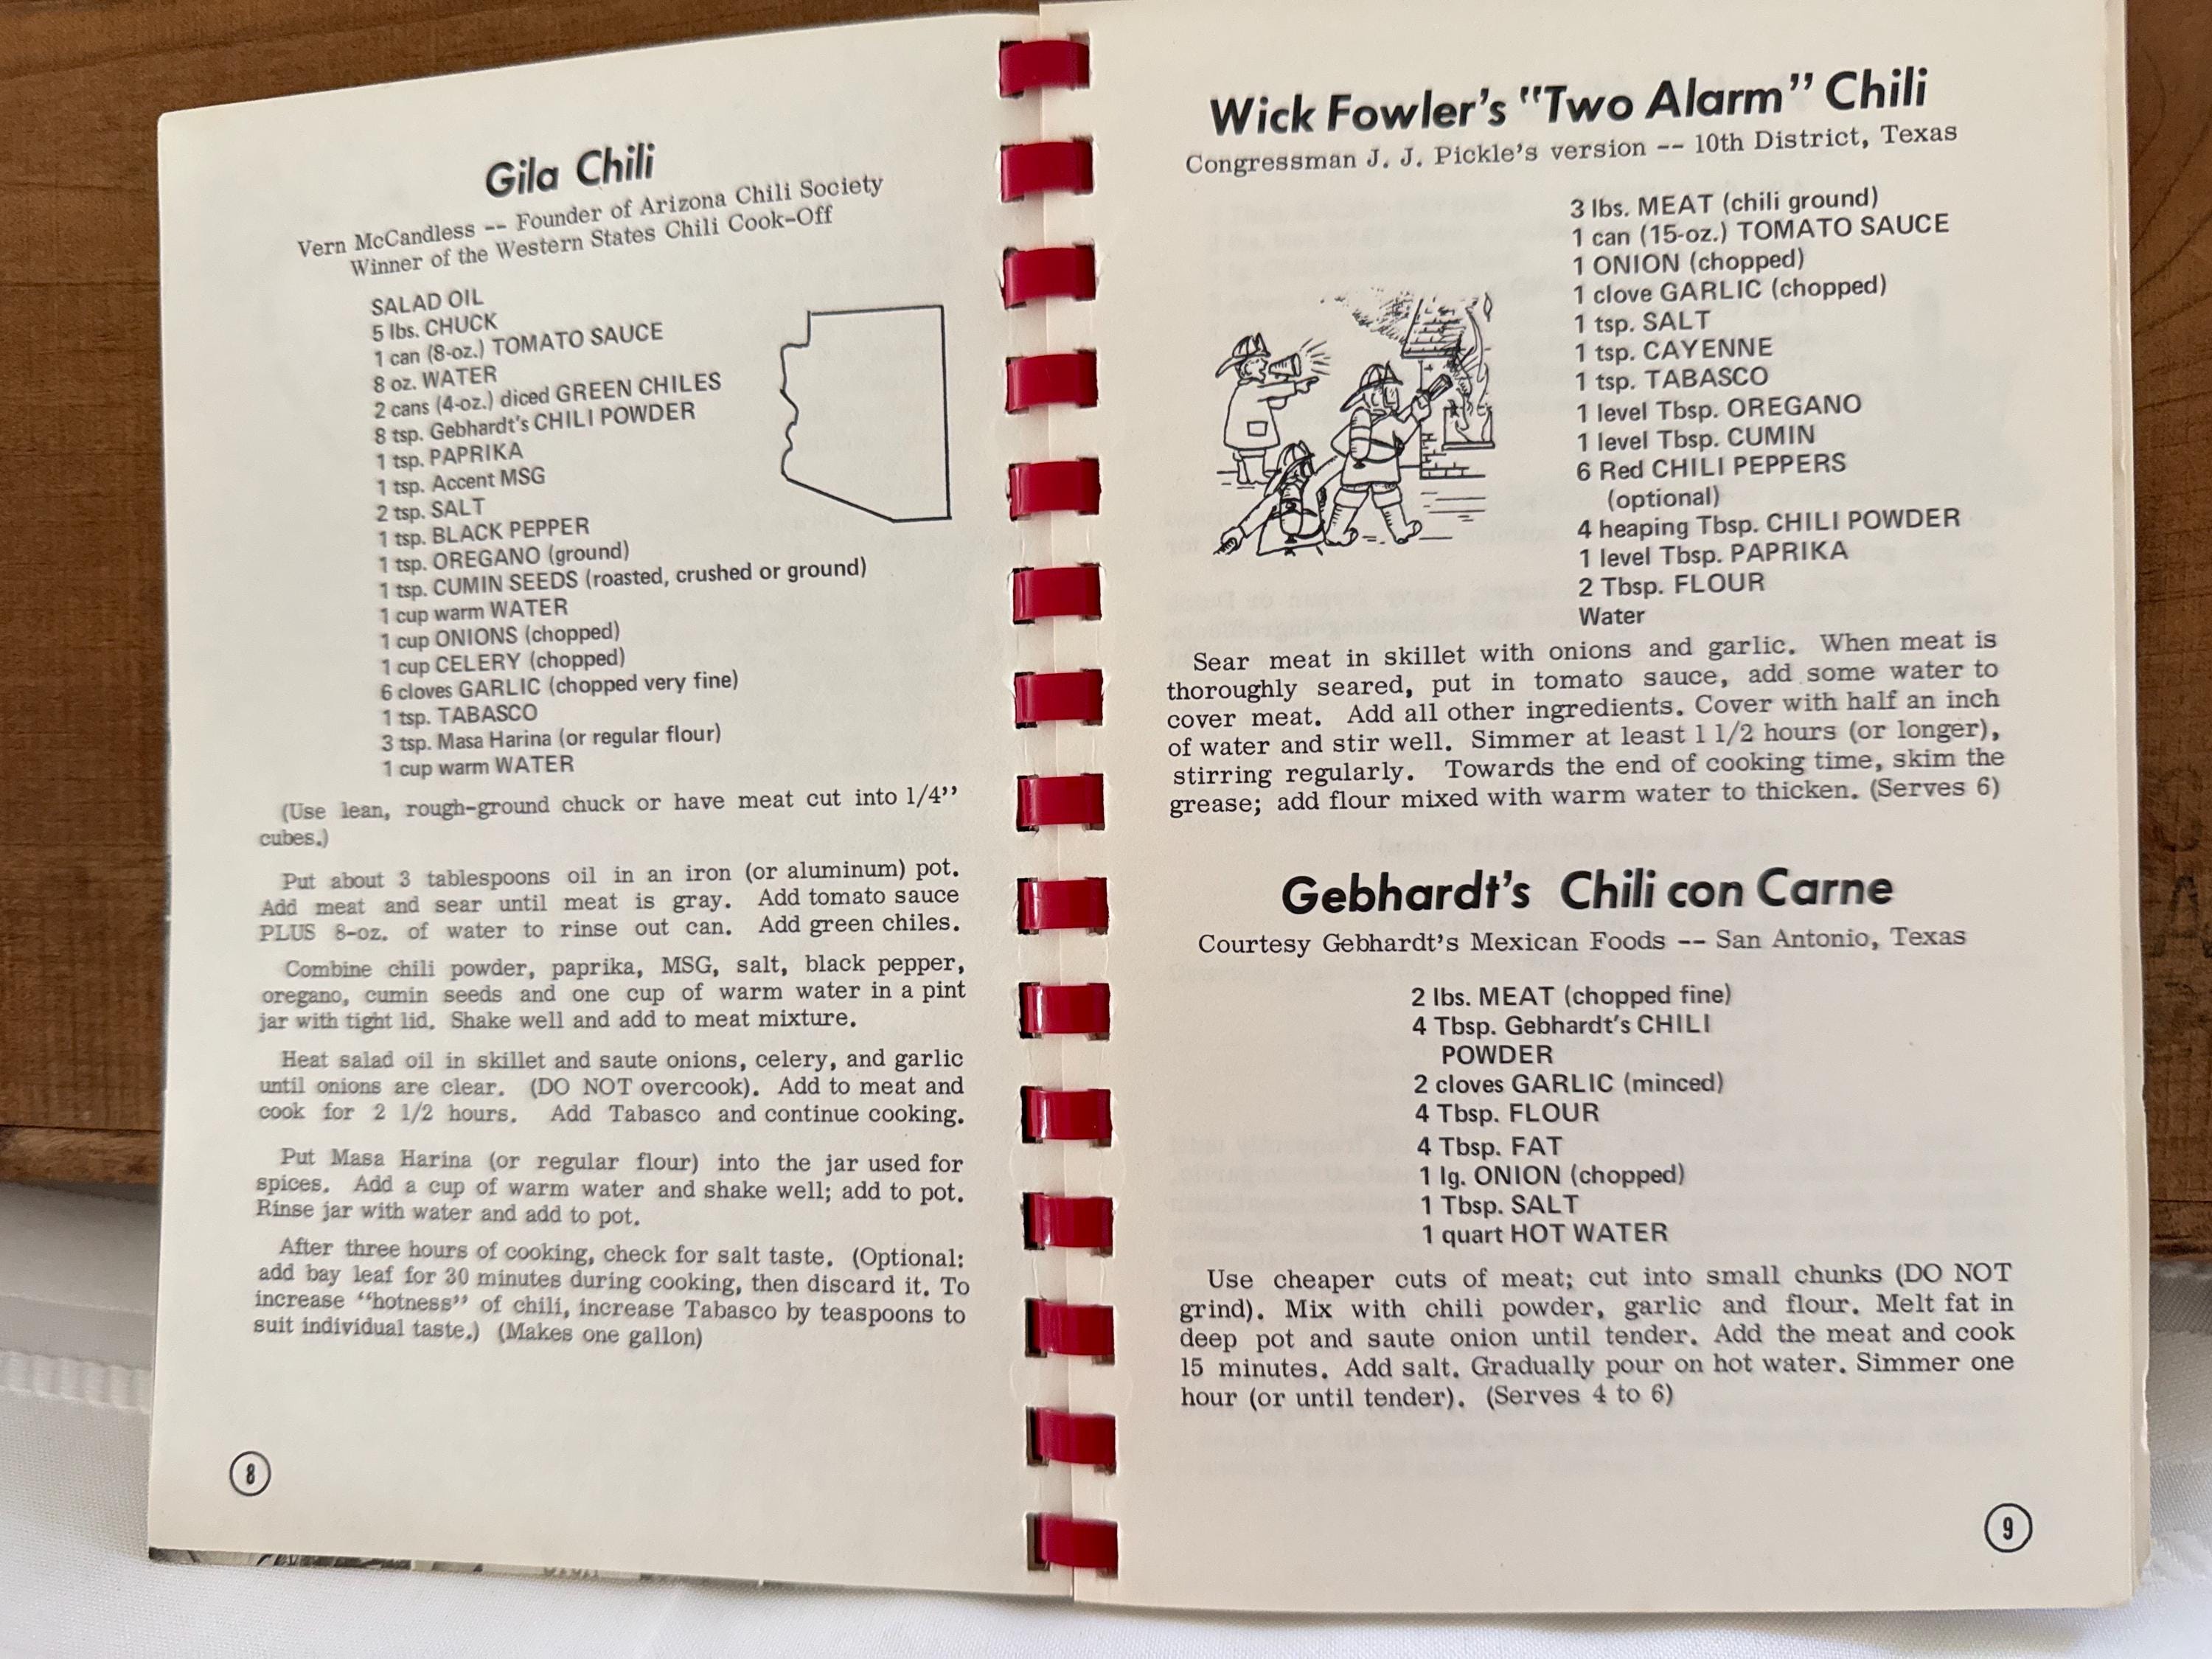 Gila Chili
Vern McCandless -- Founder of Arizona Chili Society
Winner of the Western States Chili Cook-Off
SALAD OIL
5 lbs. CHUCK
1 can (8-oz.) TOMATO SAUCE
8 oz. WATER
2 cans (4-oz.) diced GREEN CHILES
8 tsp. Gebhardt's CHILI POWDER
1 tsp. PAPRIKA
1 tsp. Accent MSG
2 tsp. SALT
1 tsp. BLACK PEPPER
1 tsp. OREGANO (ground)
1 tsp. CUMIN SEEDS (roasted, crushed or ground)
1 cup warm WATER
1 cup ONIONS (chopped)
1 cup CELERY (chopped)
6 cloves GARLIC (chopped very fine)
1 tsp. TABASCO
3 tsp. Masa Harina (or regular flour)
1 cup warm WATER
(Use lean, rough-ground chuck or have meat cut into 1/4"
cubes.)
Put about 3 tablespoons oil in an iron (or aluminum) pot.
Add meat and sear until meat is gray. Add tomato sauce
PLUS 8-oz. of water to rinse out can. Add green chiles.
Combine chili powder, paprika, MSG, salt, black pepper,
oregano, cumin seeds and one cup of warm water in a pint
jar with tight lid. Shake well and add to meat mixture.
Heat salad oil in skillet and saute onions, celery, and garlic
until onions are clear. (DO NOT overcook). Add to meat and
cook for 2 1/2 hours. Add Tabasco and continue cooking.
Put Masa Harina (or regular flour) into the jar used for
spices. Add a cup of warm water and shake well; add to pot.
Rinse jar with water and add to pot.
After three hours of cooking, check for salt taste. (Optional:
add bay leaf for 30 minutes during cooking, then discard it. To
increase "hotness" of chili, increase Tabasco by teaspoons to
suit individual taste.) (Makes one gallon)
8
Wick Fowler's "Two Alarm" Chili
Congressman J. J. Pickle's version -- 10th District, Texas
3 lbs. MEAT (chili ground)
1 can (15-oz.) TOMATO SAUCE
1 ONION (chopped)
1 clove GARLIC (chopped)
1 tsp. SALT
1 tsp. CAYENNE
1 tsp. TABASCO
1 level Tbsp. OREGANO
1 level Tbsp. CUMIN
6 Red CHILI PEPPERS
(optional)
4 heaping Tbsp. CHILI POWDER
1 level Tbsp. PAPRIKA
2 Tbsp. FLOUR
Water
Sear meat in skillet with onions and garlic. When meat is
thoroughly seared, put in tomato sauce, add some water to
cover meat. Add all other ingredients. Cover with half an inch
of water and stir well. Simmer at least 1 1/2 hours (or longer),
stirring regularly. Towards the end of cooking time, skim the
grease; add flour mixed with warm water to thicken. (Serves 6)
Gebhardt's Chili con Carne
Courtesy Gebhardt's Mexican Foods -- San Antonio, Texas
2 lbs. MEAT (chopped fine)
4 Tbsp. Gebhardt's CHILI
POWDER
2 cloves GARLIC (minced)
4 Tbsp. FLOUR
4 Tbsp. FAT
1 lg. ONION (chopped)
1 Tbsp. SALT
1 quart HOT WATER
Use cheaper cuts of meat; cut into small chunks (DO NOT
grind). Mix with chili powder, garlic and flour. Melt fat in
deep pot and saute onion until tender. Add the meat and cook
15 minutes. Add salt. Gradually pour on hot water. Simmer one
hour (or until tender). (Serves 4 to 6)
9